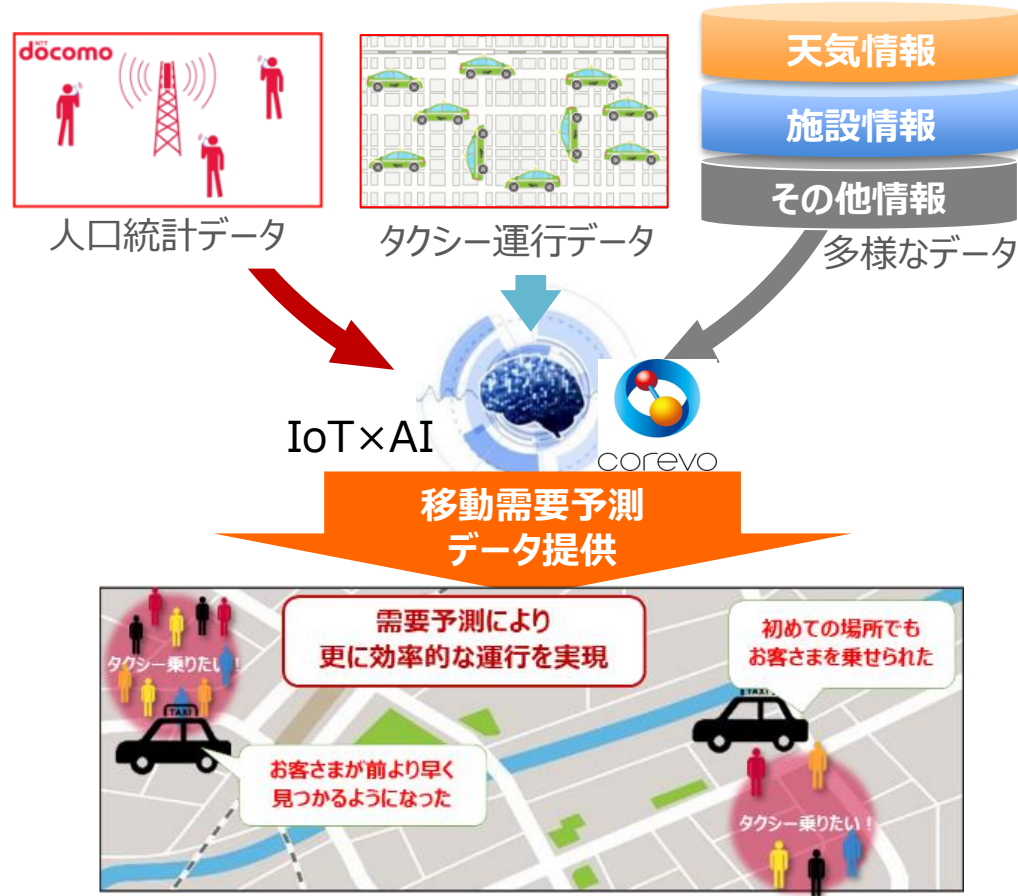 NTT
docomo
天気情報
施設情報
その他情報
人口統計データ
タクシー運行データ
多様なデータ
IoT×AI
corevo
移動需要予測
データ提供
需要予測により
更に効率的な運行を実現
初めての場所でも
お客さまを乗せられた
タクシー乗りたい!
TAXI
TAXI
お客さまが前より早く
見つかるようになった
タクシー乗りたい!